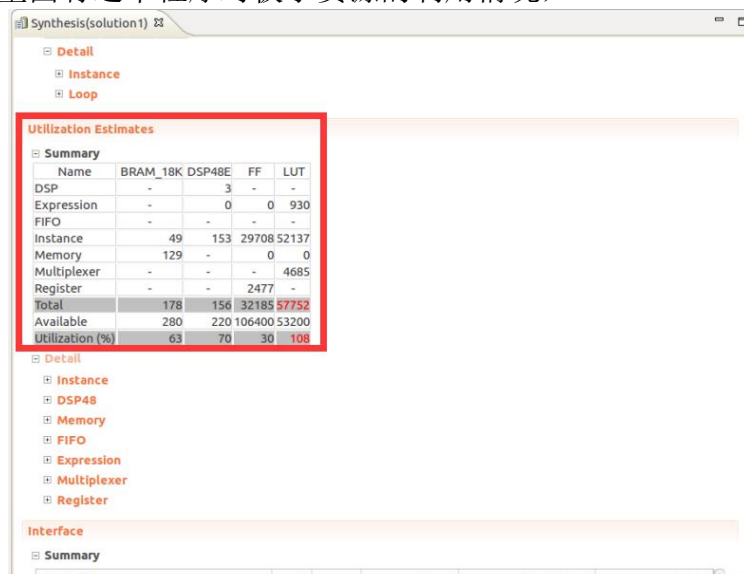 Synthesis(solution1)
Detail
Instance
Loop
Utilization Estimates
Summary
Name BRAM_18K DSP48E FF LUT
DSP - 3 - -
Expression - 0 0 930
FIFO - - - -
Instance 49 153 29708 52137
Memory 129 - 0 0
Multiplexer - - - 4685
Register - - 2477 -
Total 178 156 32185 57752
Available 280 220 106400 53200
Utilization (%) 63 70 30 108
Detail
Instance
DSP48
Memory
FIFO
Expression
Multiplexer
Register
Interface
Summary